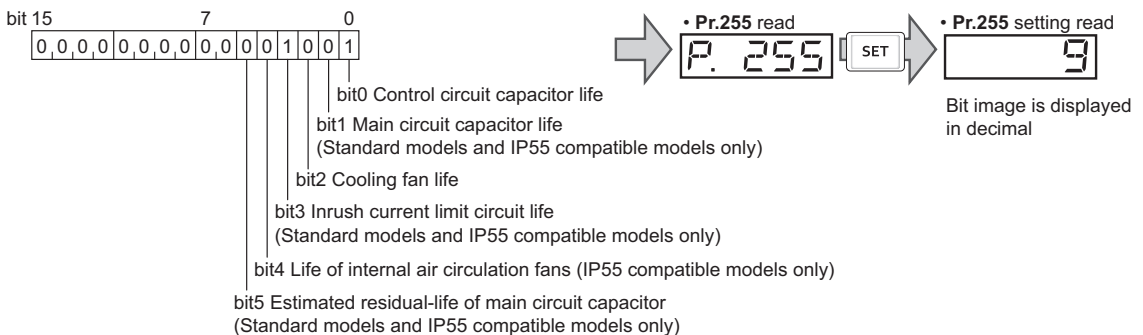 bit 15 7 0
0 0 0 0 0 0 0 0 0 0 0 0 1 0 0 1
bit0 Control circuit capacitor life
bit1 Main circuit capacitor life
(Standard models and IP55 compatible models only)
bit2 Cooling fan life
bit3 Inrush current limit circuit life
(Standard models and IP55 compatible models only)
bit4 Life of internal air circulation fans (IP55 compatible models only)
bit5 Estimated residual-life of main circuit capacitor
(Standard models and IP55 compatible models only)
• Pr.255 read
P. 255
SET
• Pr.255 setting read
9
Bit image is displayed
in decimal